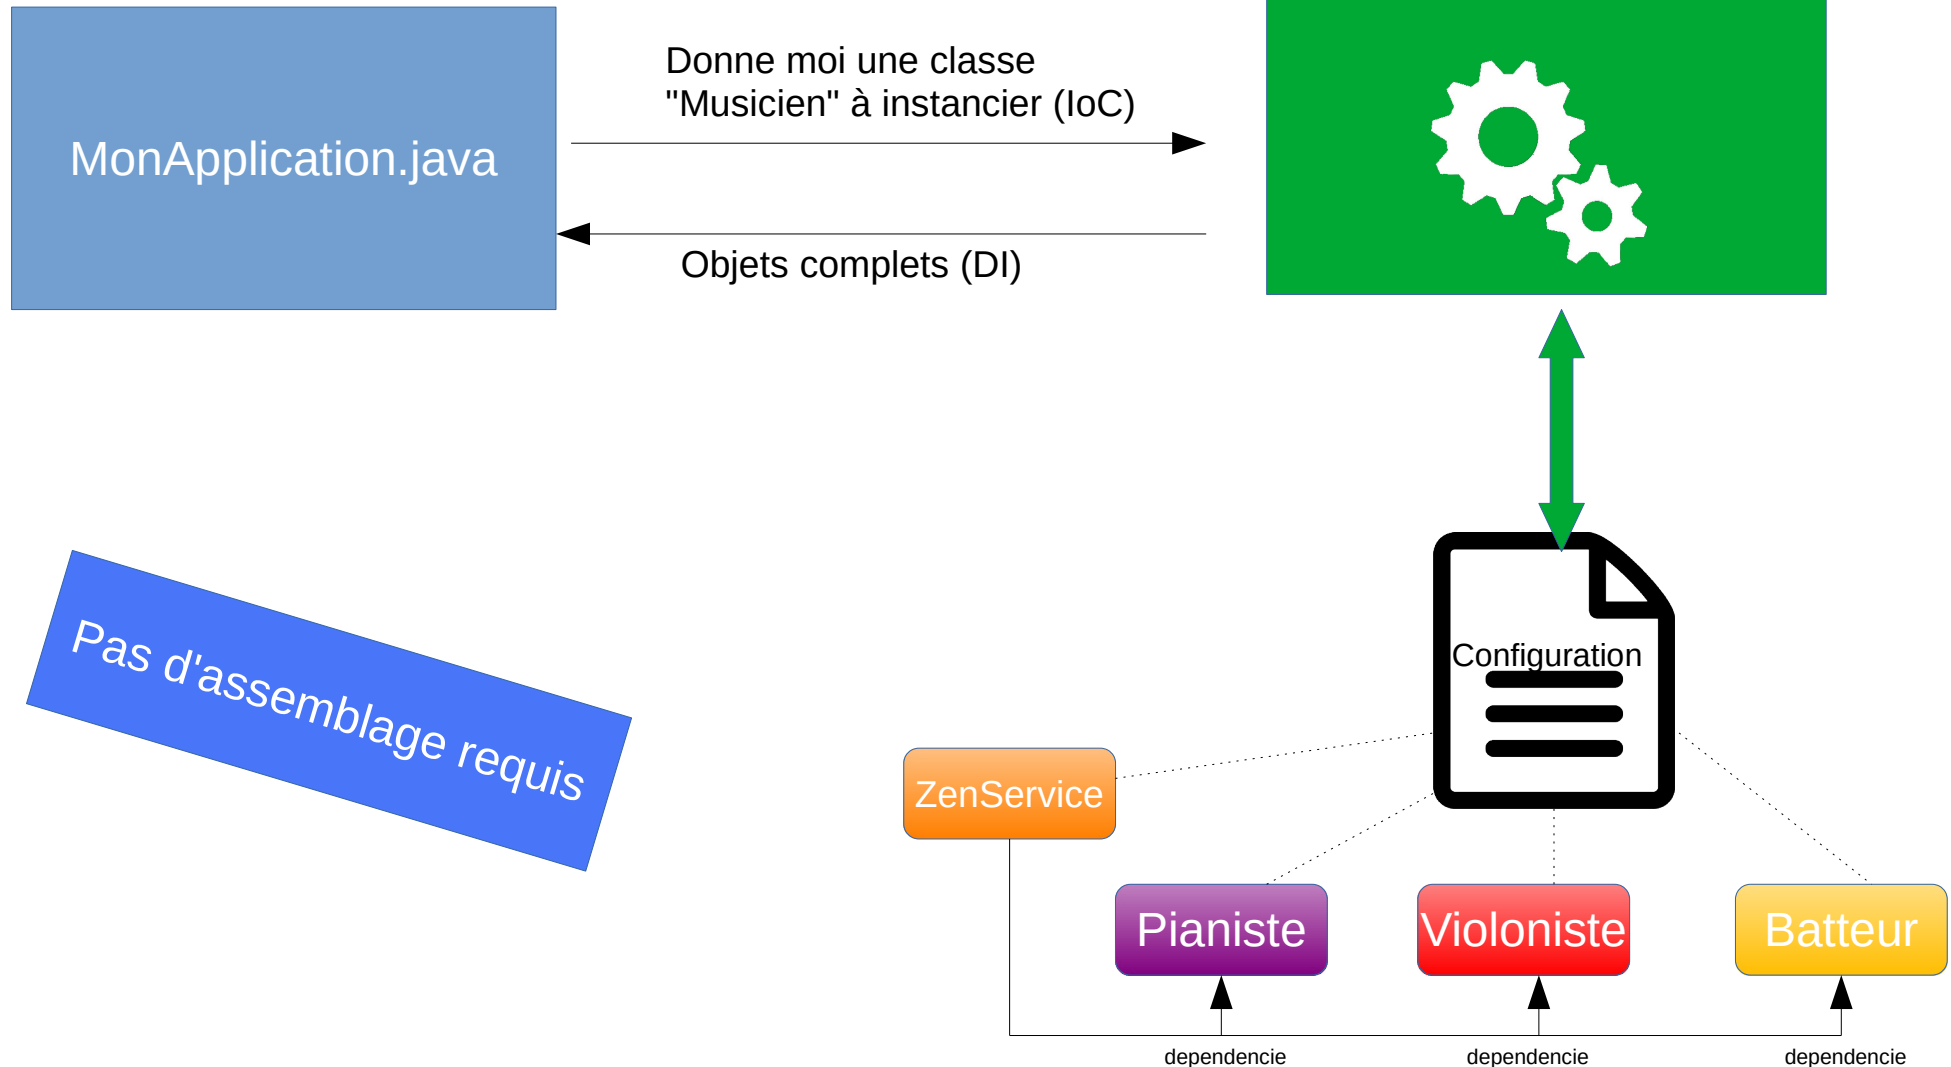 Donne moi une classe
"Musicien" à instancier (IoC)
MonApplication.java
Objets complets (DI)
Pas d'assemblage requis
Configuration
ZenService
Pianiste
Violoniste
Batteur
dependencie
dependencie
dependencie